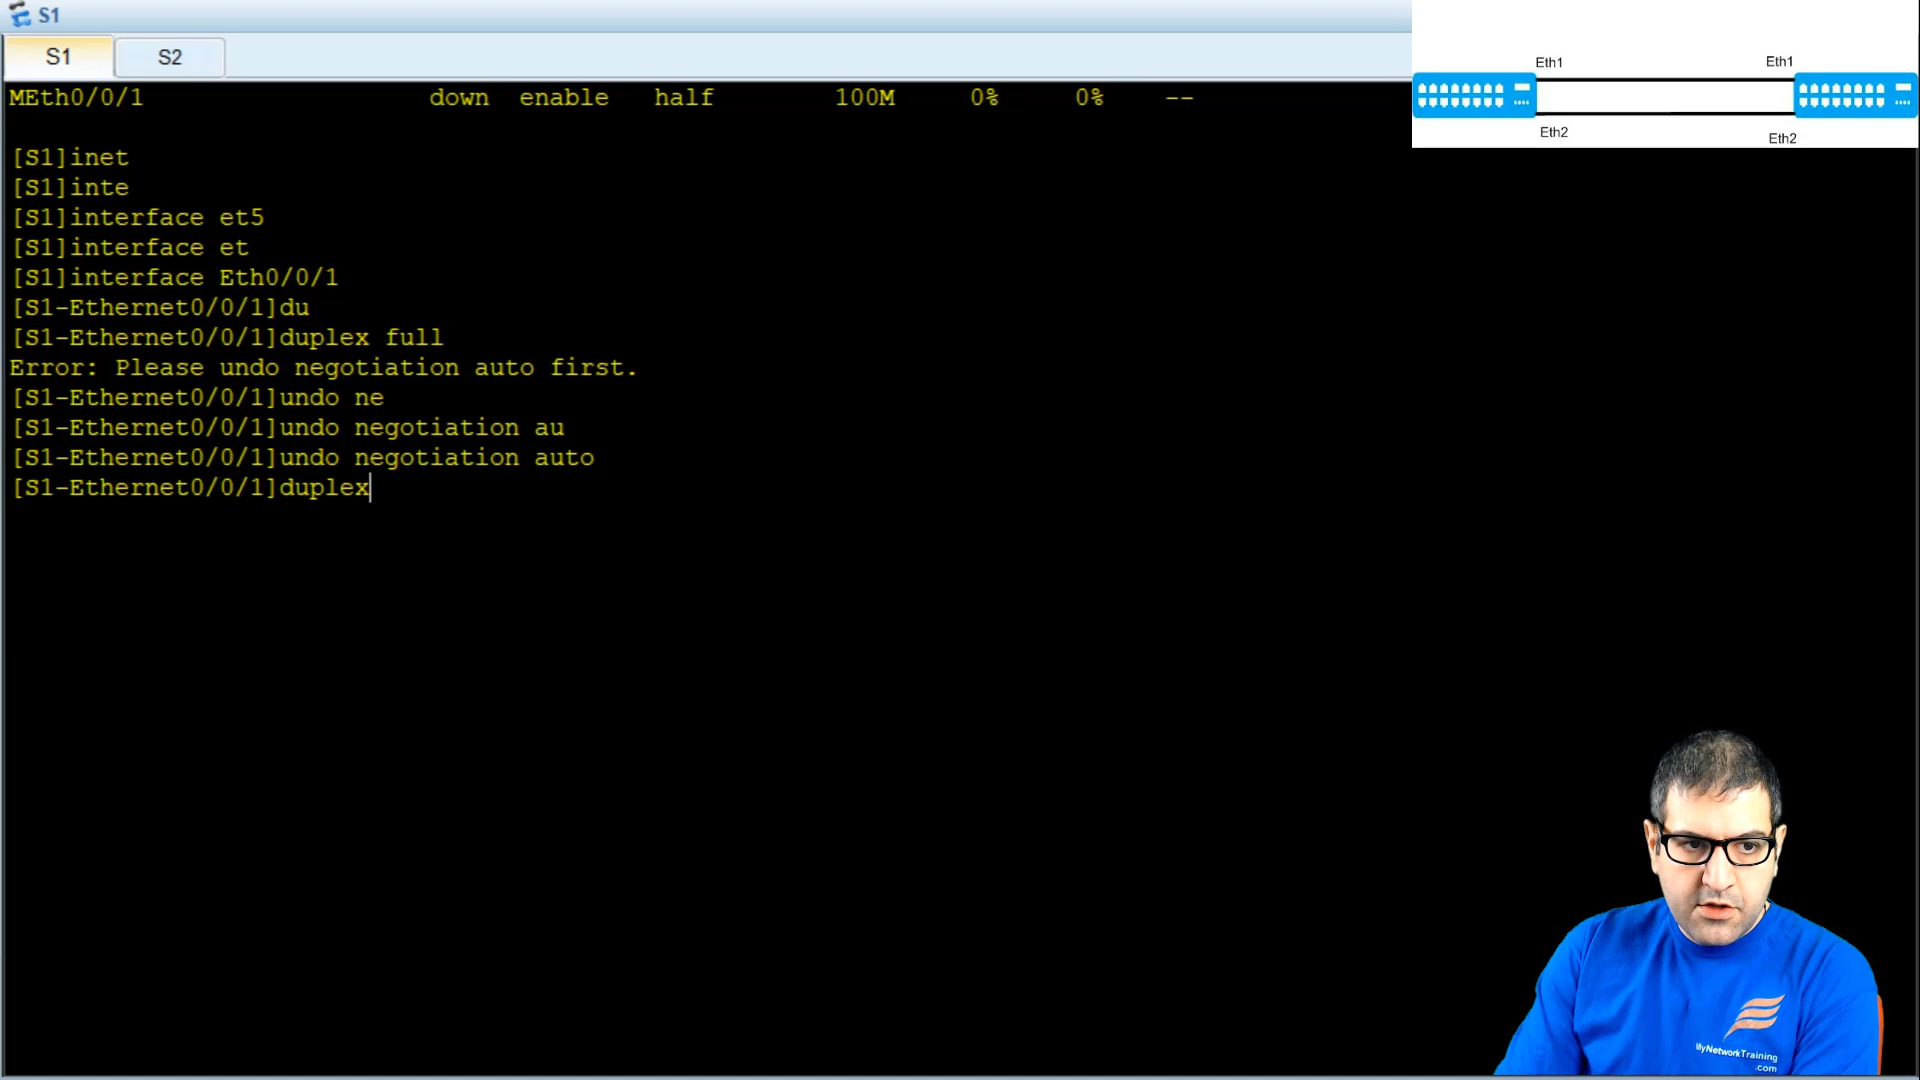 S1
S1
S2
MEth0/0/1 down enable half 100M 0% 0% --
[S1]inet
[S1]inte
[S1]interface et5
[S1]interface et
[S1]interface Eth0/0/1
[S1-Ethernet0/0/1]du
[S1-Ethernet0/0/1]duplex full
Error: Please undo negotiation auto first.
[S1-Ethernet0/0/1]undo ne
[S1-Ethernet0/0/1]undo negotiation au
[S1-Ethernet0/0/1]undo negotiation auto
[S1-Ethernet0/0/1]duplex
Eth1
Eth1
Eth2
Eth2
MyNetworkTraining
.com